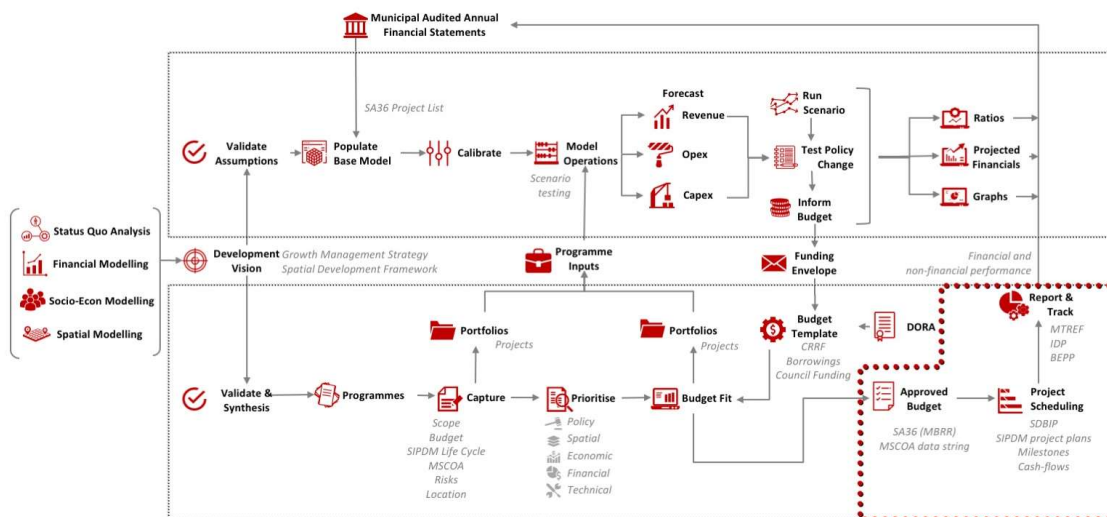 Municipal Audited Annual
Financial Statements
SA36 Project List
Validate
Assumptions
Populate
Base Model
Calibrate
Model
Operations
Scenario
testing
Forecast
Revenue
Opex
Capex
Run
Scenario
Test Policy
Change
Inform
Budget
Ratios
Projected
Financials
Graphs
Status Quo Analysis
Financial Modelling
Socio-Econ Modelling
Spatial Modelling
Development
Vision
Growth Management Strategy
Spatial Development Framework
Programme
Inputs
Funding
Envelope
Financial and
non-financial performance
Portfolios
Projects
Portfolios
Projects
Budget
Template
CRRF
Borrowings
Council Funding
DORA
Report &
Track
MTREF
IDP
BEPP
Validate &
Synthesis
Programmes
Capture
Scope
Budget
SIPDM Life Cycle
MSCOA
Risks
Location
Prioritise
Policy
Spatial
Economic
Financial
Technical
Budget Fit
Approved
Budget
SA36 (MBRR)
MSCOA data string
Project
Scheduling
SDBIP
SIPDM project plans
Milestones
Cash-flows